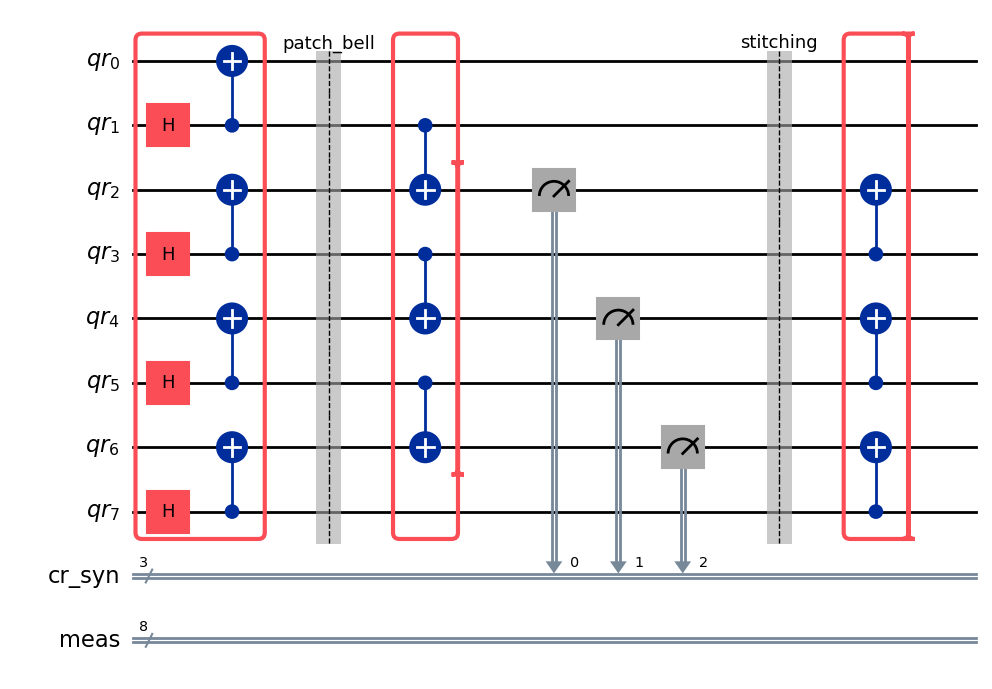 patch_bell stitching
qr0
qr1 H
qr2
qr3 H
qr4
qr5 H
qr6
qr7 H
cr_syn 3 0 1 2
meas 8